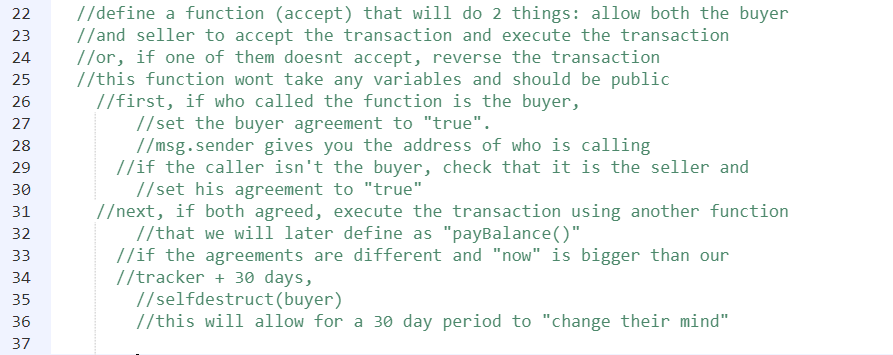 22 //define a function (accept) that will do 2 things: allow both the buyer
23 //and seller to accept the transaction and execute the transaction
24 //or, if one of them doesnt accept, reverse the transaction
25 //this function wont take any variables and should be public
26 //first, if who called the function is the buyer,
27 //set the buyer agreement to "true".
28 //msg.sender gives you the address of who is calling
29 //if the caller isn't the buyer, check that it is the seller and
30 //set his agreement to "true"
31 //next, if both agreed, execute the transaction using another function
32 //that we will later define as "payBalance()"
33 //if the agreements are different and "now" is bigger than our
34 //tracker + 30 days,
35 //selfdestruct(buyer)
36 //this will allow for a 30 day period to "change their mind"
37